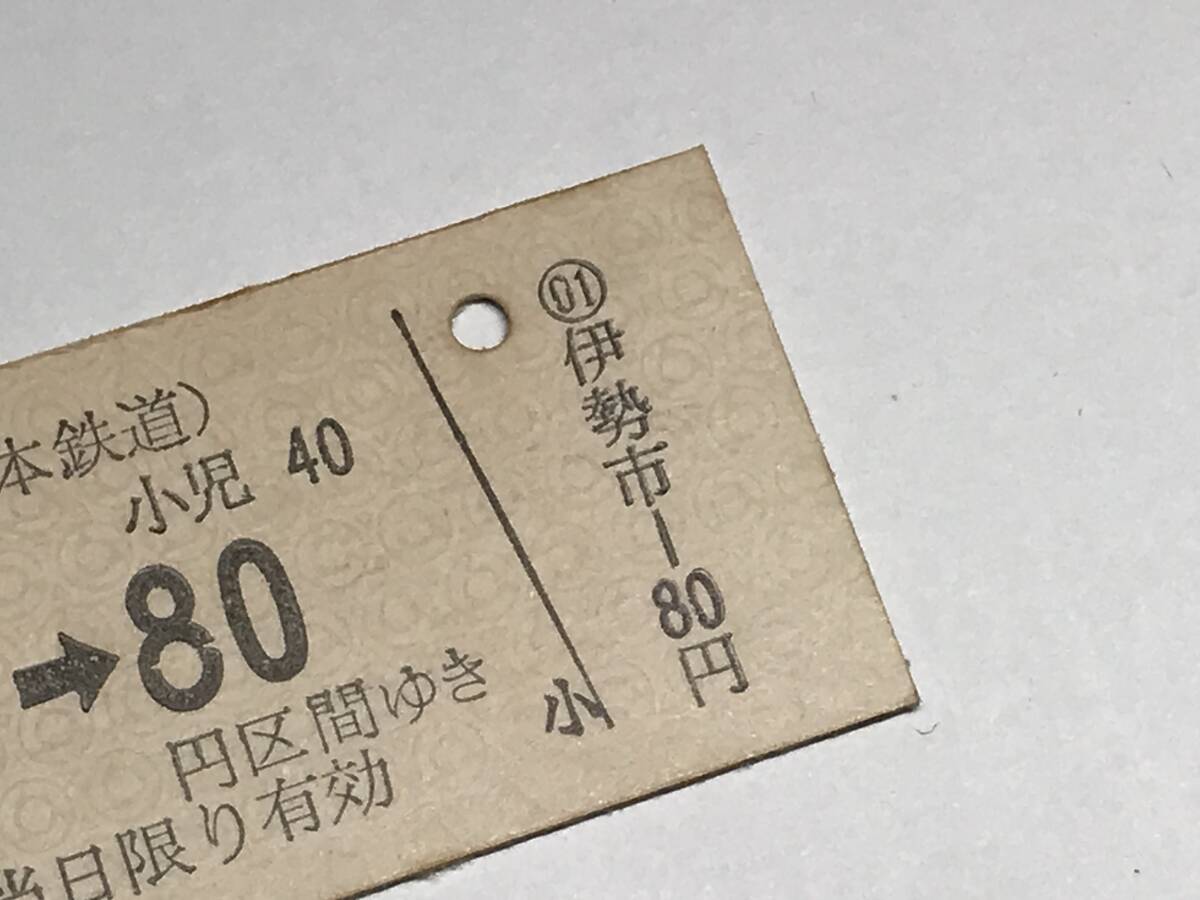 本鉄道)
小児 40
➡80
円区間ゆき
当日限り有効
小
01
伊勢市ー80円